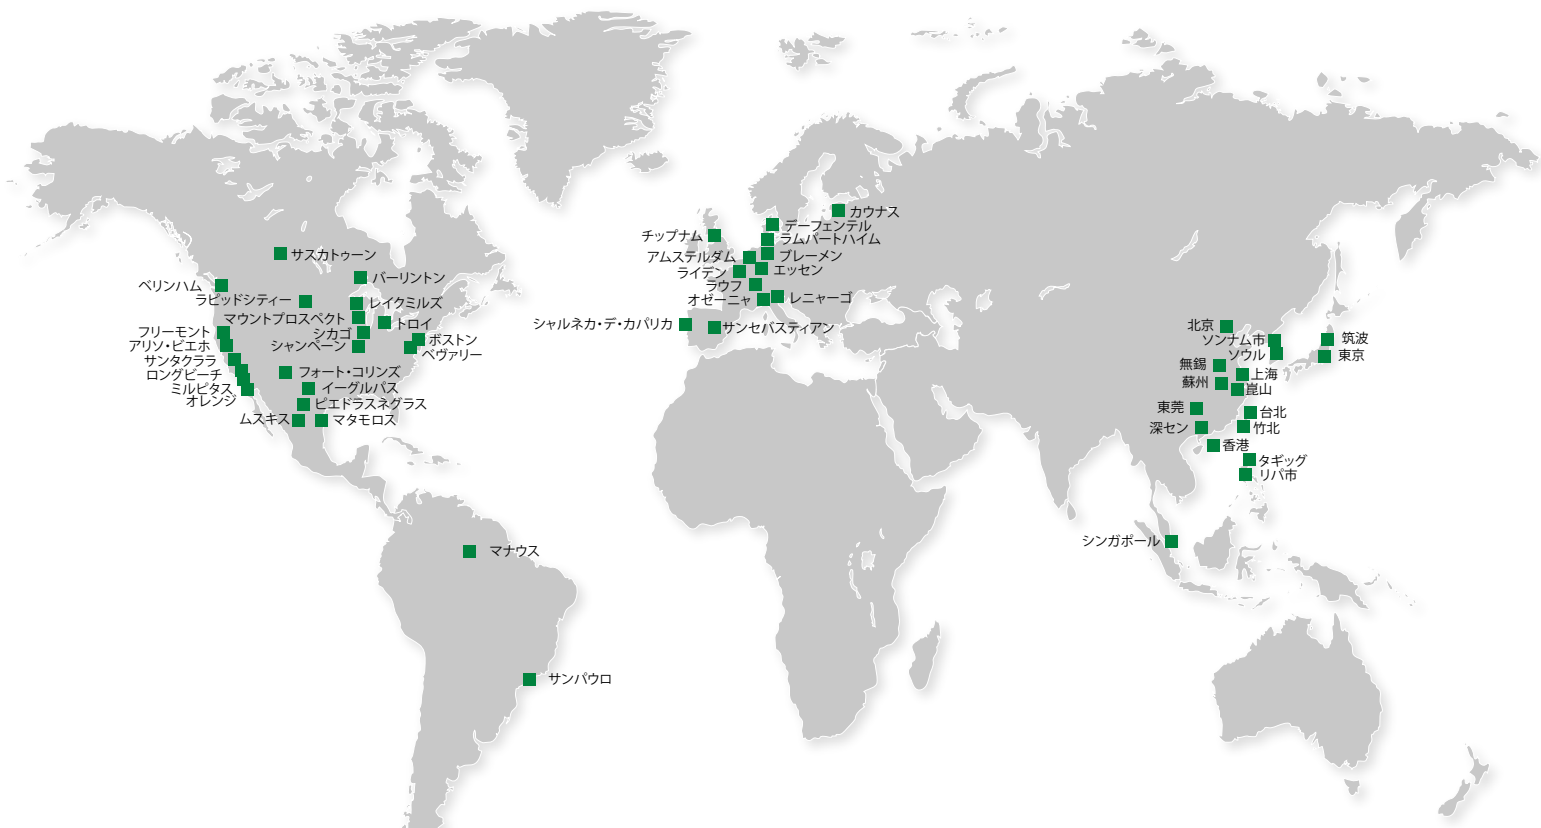 サスカトゥーン
バーリントン
ベリンハム
ラピッドシティー
レイクミルズ
マウントプロスペクト
トロイ
フリーモント
シカゴ
ボストン
アリソ・ビエホ
シャンペーン
ベヴァリー
サンタクララ
ロングビーチ
フォート・コリンズ
ミルピタス
イーグルパス
オレンジ
ピエドラスネグラス
ムスキス
マタモロス
マナウス
サンパウロ
カウナス
デーフェンテル
チップナム
ラムパートハイム
アムステルダム
ブレーメン
ライデン
エッセン
ラウフ
オゼーニャ
レニャーゴ
シャルネカ・デ・カパリカ
サンセバスティアン
北京
ソンナム市
筑波
ソウル
東京
無錫
上海
蘇州
崑山
東莞
台北
深セン
竹北
香港
タギッグ
リパ市
シンガポール